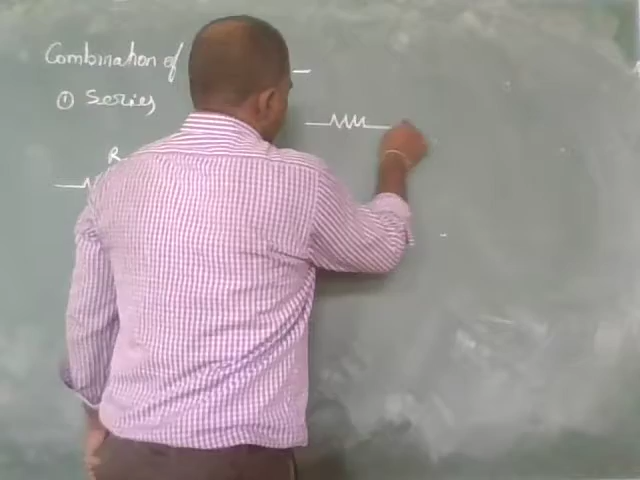 Combination of
① Series
R